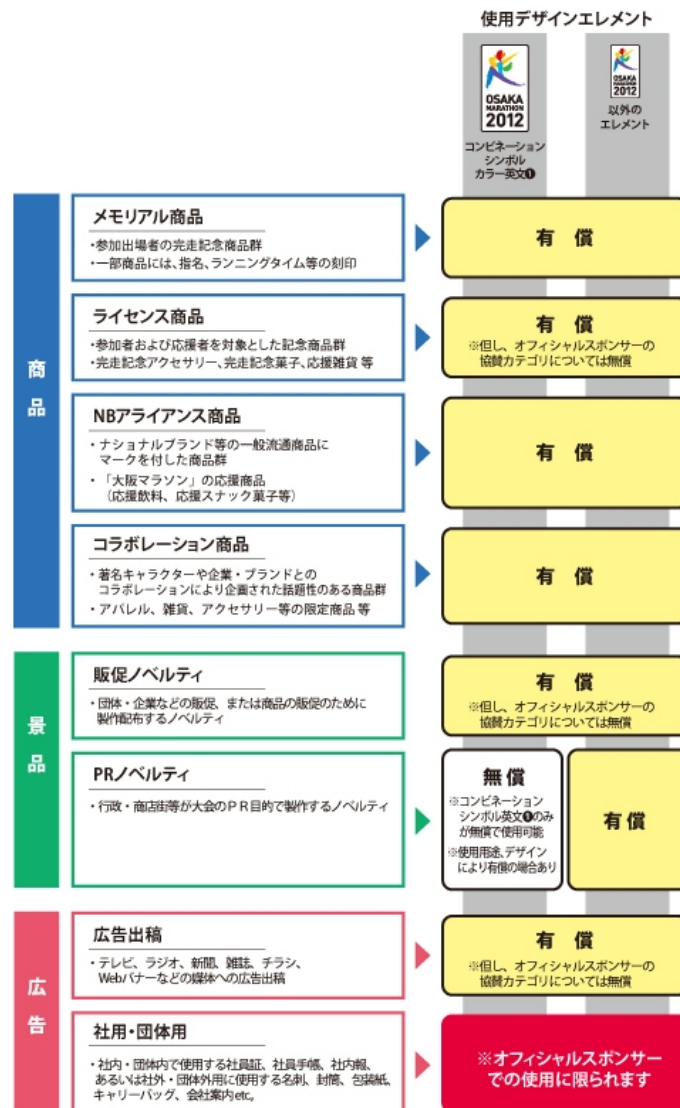 使用デザインエレメント
OSAKA
MARATHON
2012
コンビネーション
シンボル
カラー英文❶
OSAKA
MARATHON
2012
以外の
エレメント
商品
メモリアル商品
・参加出場者の完走記念商品群
・一部商品には、指名、ランニングタイム等の刻印
有 償
ライセンス商品
・参加者および応援者を対象とした記念商品群
・完走記念アクセサリー、完走記念菓子、応援雑貨 等
有 償
※但し、オフィシャルスポンサーの
協賛カテゴリについては無償
NBアライアンス商品
・ナショナルブランド等の一般流通商品に
マークを付した商品群
・「大阪マラソン」の応援商品
（応援飲料、応援スナック菓子等）
有 償
コラボレーション商品
・著名キャラクターや企業・ブランドとの
コラボレーションにより企画された話題性のある商品群
・アパレル、雑貨、アクセサリー等の限定商品 等
有 償
景品
販促ノベルティ
・団体・企業などの販促、または商品の販促のために
製作配布するノベルティ
有 償
※但し、オフィシャルスポンサーの
協賛カテゴリについては無償
PRノベルティ
・行政・商店街等が大会のＰＲ目的で製作するノベルティ
無 償
※コンビネーション
シンボル英文❶のみ
が無償で使用可能
※使用用途、デザイン
により有償の場合あり
有 償
広告
広告出稿
・テレビ、ラジオ、新聞、雑誌、チラシ、
Webバナーなどの媒体への広告出稿
有 償
※但し、オフィシャルスポンサーの
協賛カテゴリについては無償
社用・団体用
・社内・団体内で使用する社員証、社員手帳、社内報、
あるいは社外・団体外用に使用する名刺、封筒、包装紙、
キャリーバッグ、会社案内etc.
※オフィシャルスポンサー
での使用に限られます